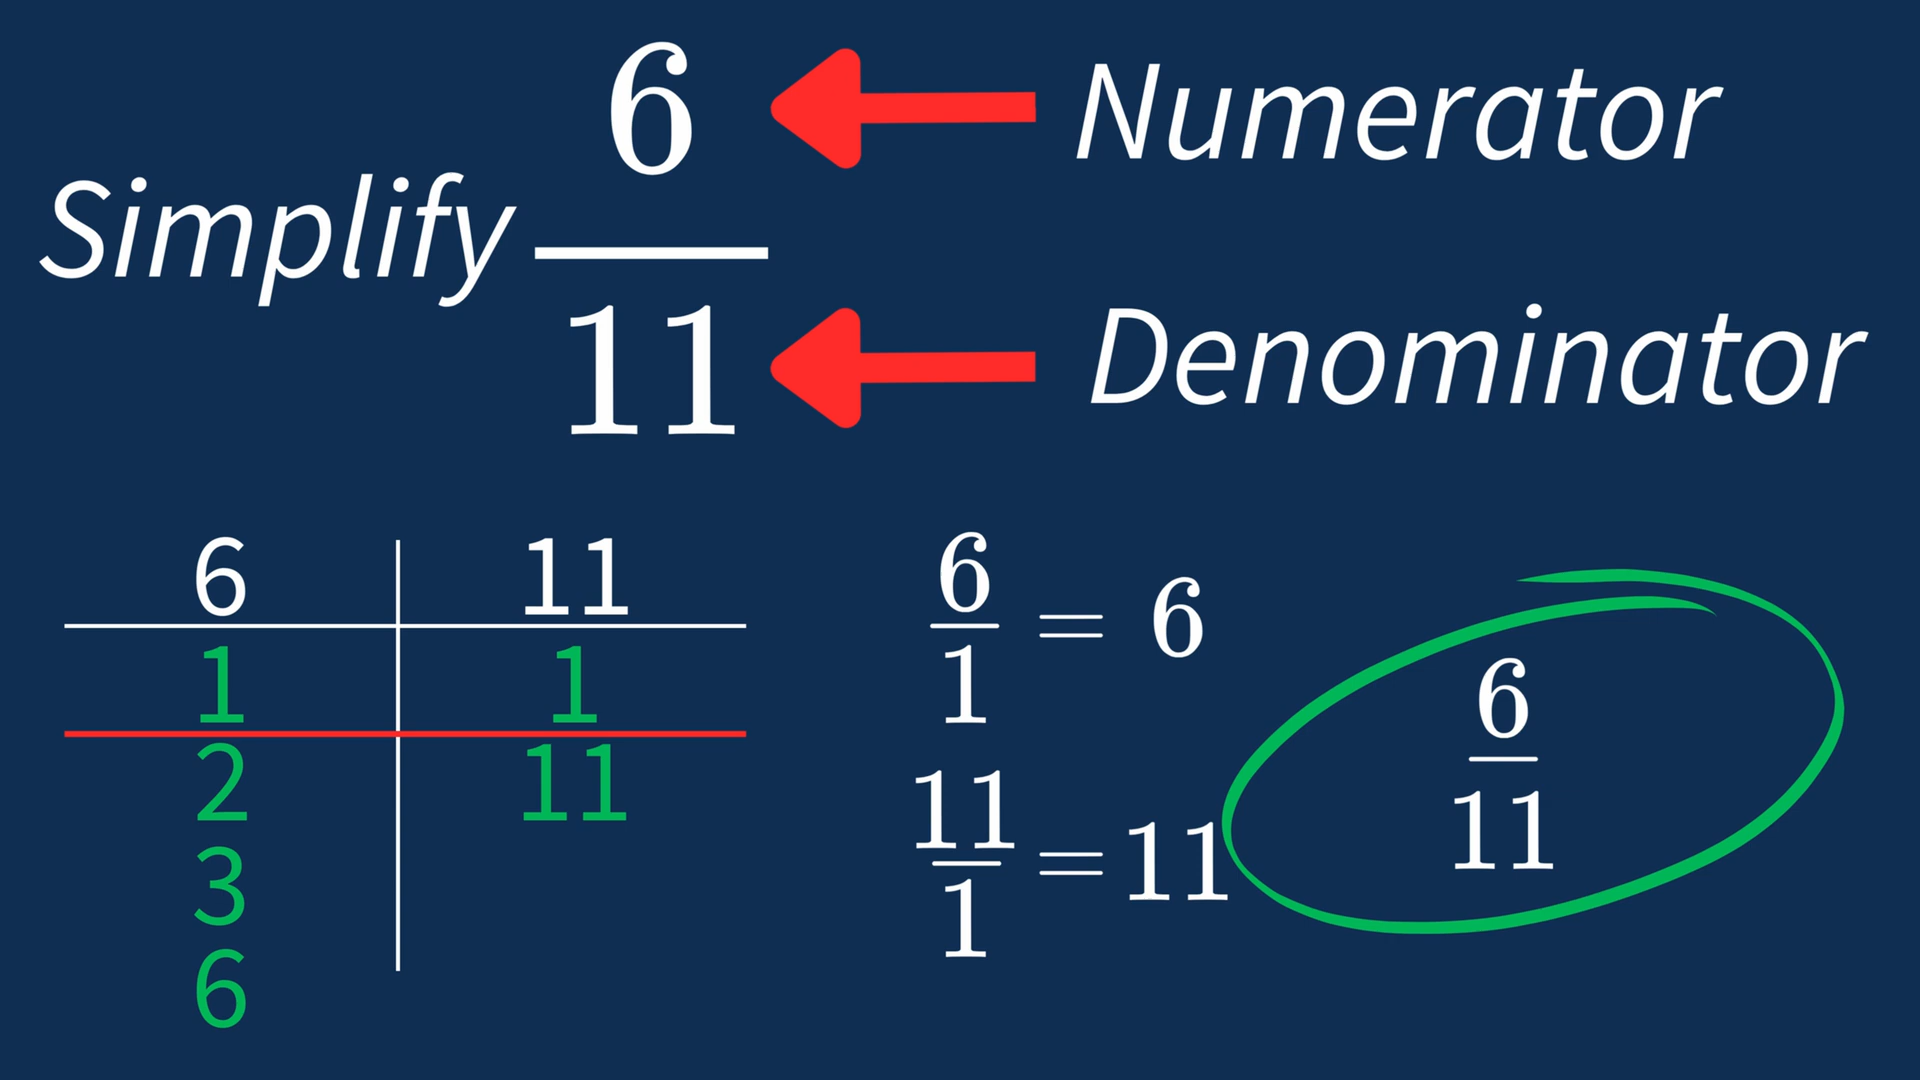 6 Numerator
Simplify
11 Denominator
6 11
1 1
2 11
3
6
6/1 = 6
11/1 = 11
6/11